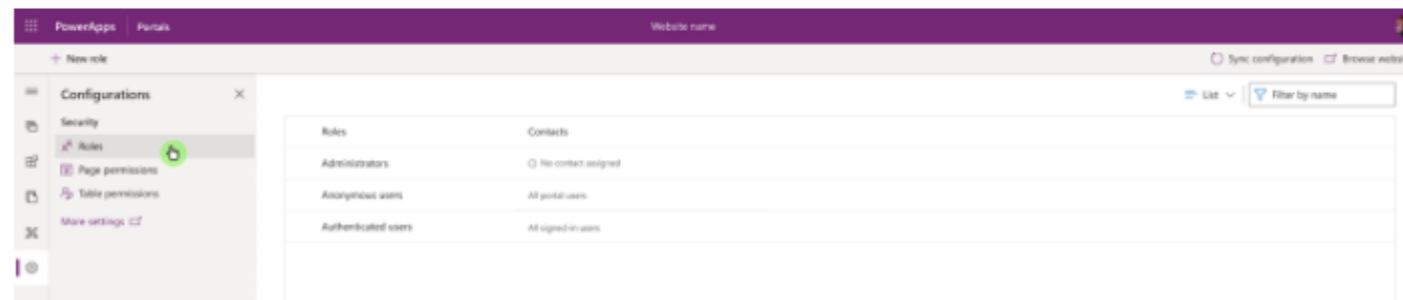 PowerApps Portals Website name
+ New role Sync configuration Browse websi
Configurations ×
List Filter by name
Security
Roles
Page permissions
Table permissions
More settings
Roles Contacts
Administrators No contact assigned
Anonymous users All portal users
Authenticated users All signed-in users